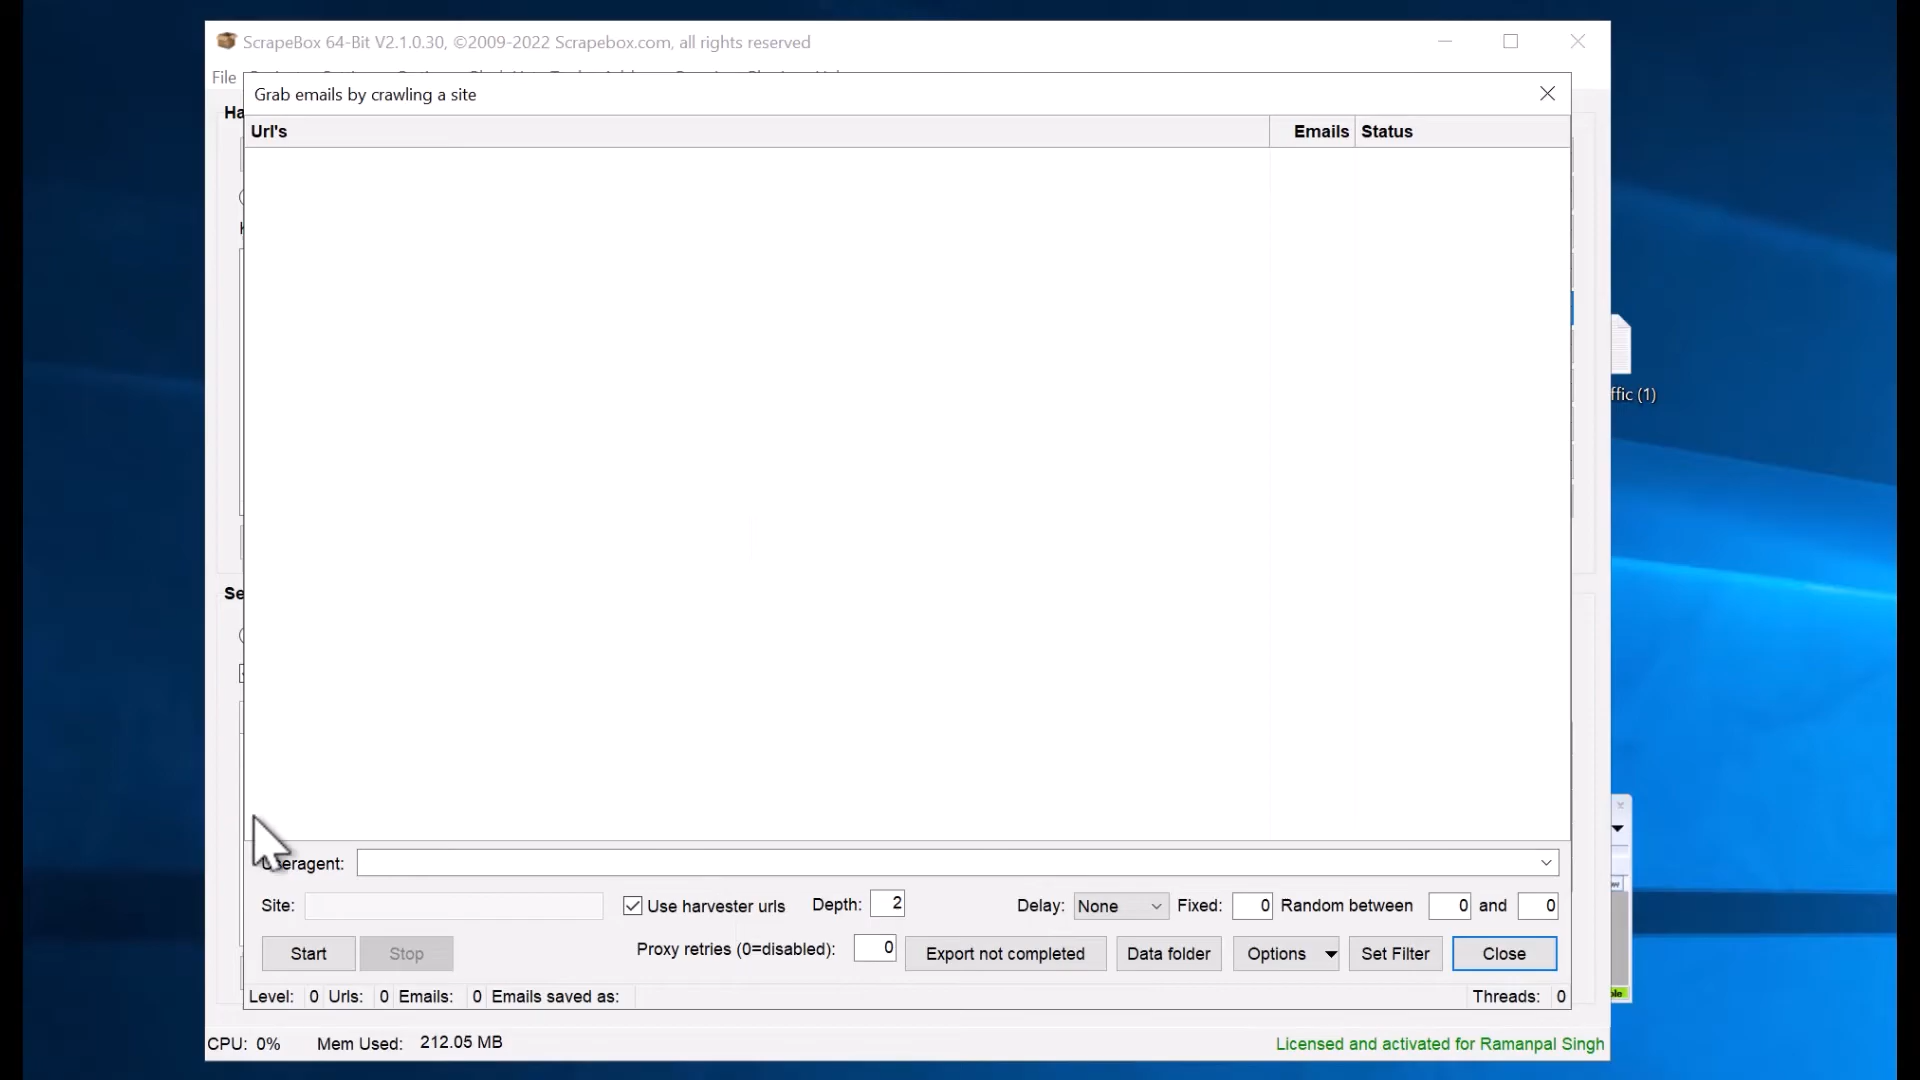 ScrapeBox 64-Bit V2.1.0.30, ©2009-2022 Scrapebox.com, all rights reserved
File
Grab emails by crawling a site
Url's Emails Status
ffic (1)
Useragent:
Site: Use harvester urls Depth: 2 Delay: None Fixed: 0 Random between 0 and 0
Start Stop Proxy retries (0=disabled): 0 Export not completed Data folder Options Set Filter Close
Level: 0 Urls: 0 Emails: 0 Emails saved as: Threads: 0
CPU: 0% Mem Used: 212.05 MB Licensed and activated for Ramanpal Singh